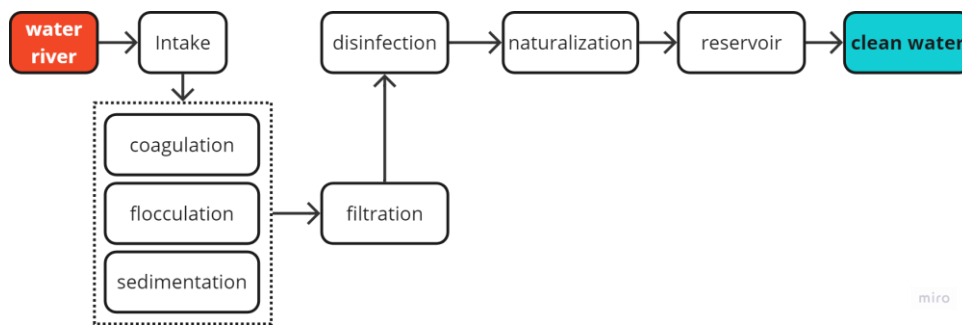 water
river
Intake
coagulation
flocculation
sedimentation
filtration
disinfection
naturalization
reservoir
clean water
miro